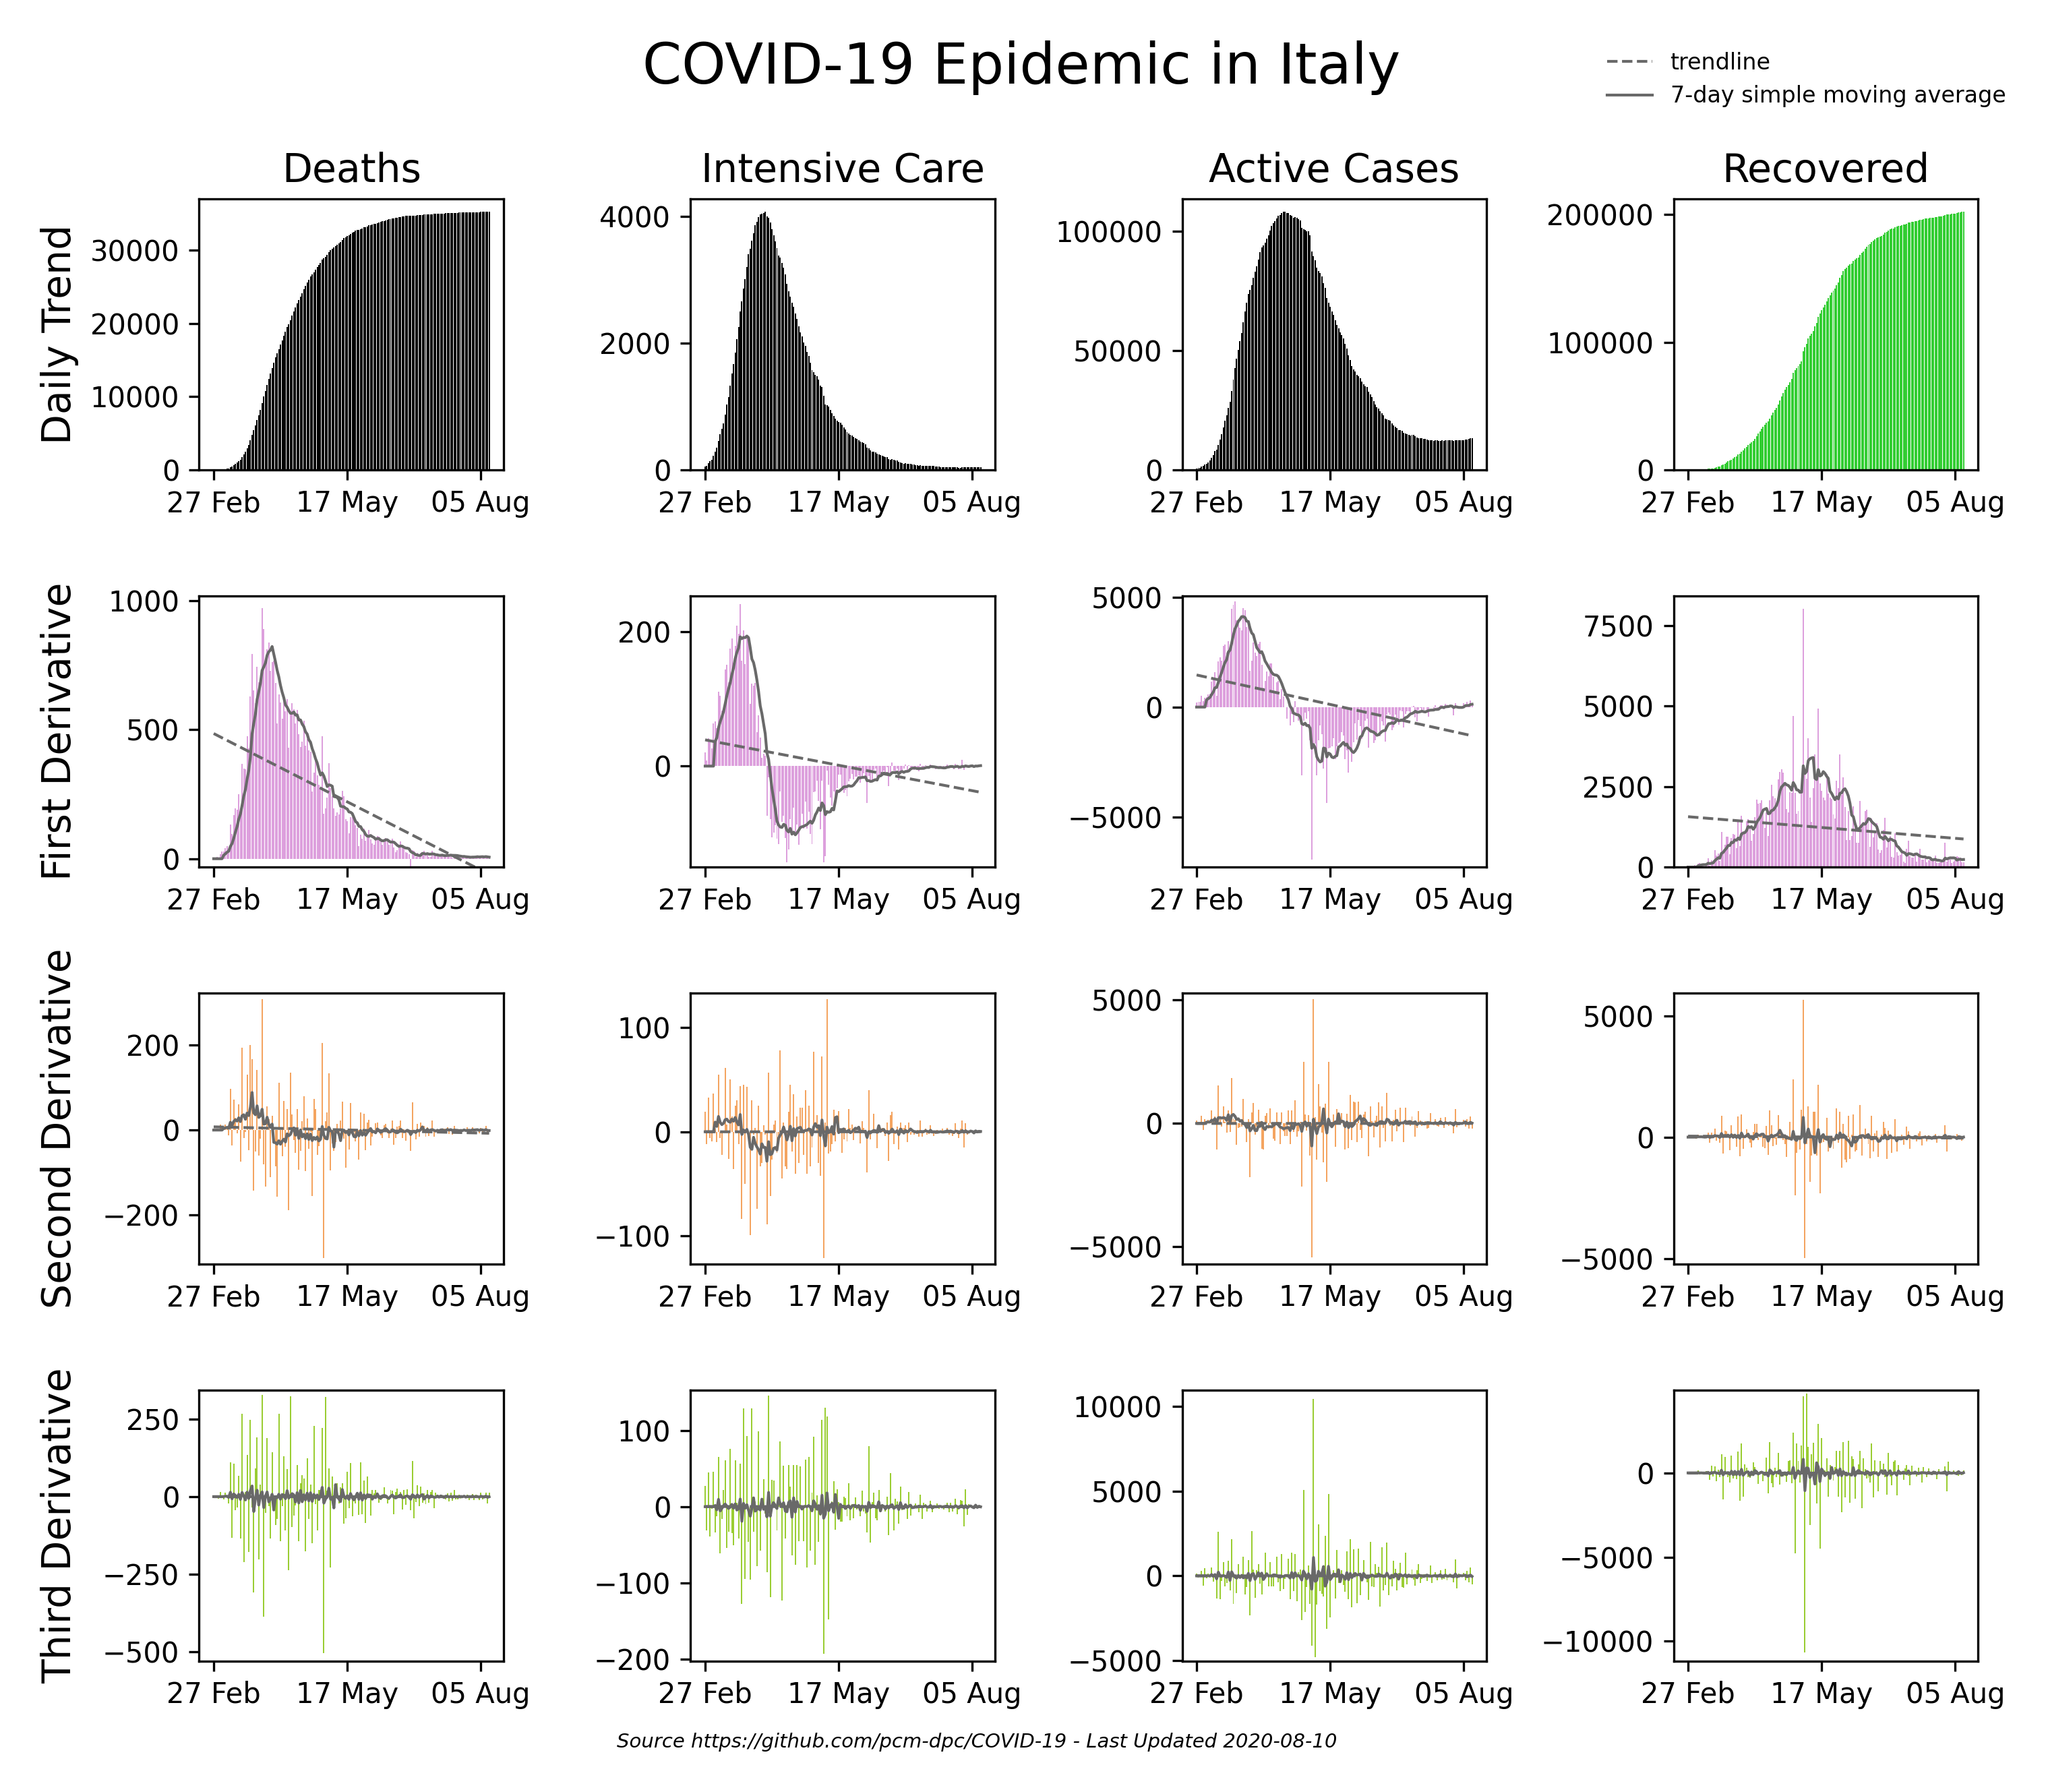 COVID-19 Epidemic in Italy
trendline
7-day simple moving average
Deaths
Intensive Care
Active Cases
Recovered
Daily Trend
30000
20000
10000
0
27 Feb 17 May 05 Aug
4000
2000
0
27 Feb 17 May 05 Aug
100000
50000
0
27 Feb 17 May 05 Aug
200000
100000
0
27 Feb 17 May 05 Aug
First Derivative
1000
500
0
27 Feb 17 May 05 Aug
200
0
27 Feb 17 May 05 Aug
5000
0
−5000
27 Feb 17 May 05 Aug
7500
5000
2500
0
27 Feb 17 May 05 Aug
Second Derivative
200
0
−200
27 Feb 17 May 05 Aug
100
0
−100
27 Feb 17 May 05 Aug
5000
0
−5000
27 Feb 17 May 05 Aug
5000
0
−5000
27 Feb 17 May 05 Aug
Third Derivative
250
0
−250
−500
27 Feb 17 May 05 Aug
100
0
−100
−200
27 Feb 17 May 05 Aug
10000
5000
0
−5000
27 Feb 17 May 05 Aug
0
−5000
−10000
27 Feb 17 May 05 Aug
Source https://github.com/pcm-dpc/COVID-19 - Last Updated 2020-08-10